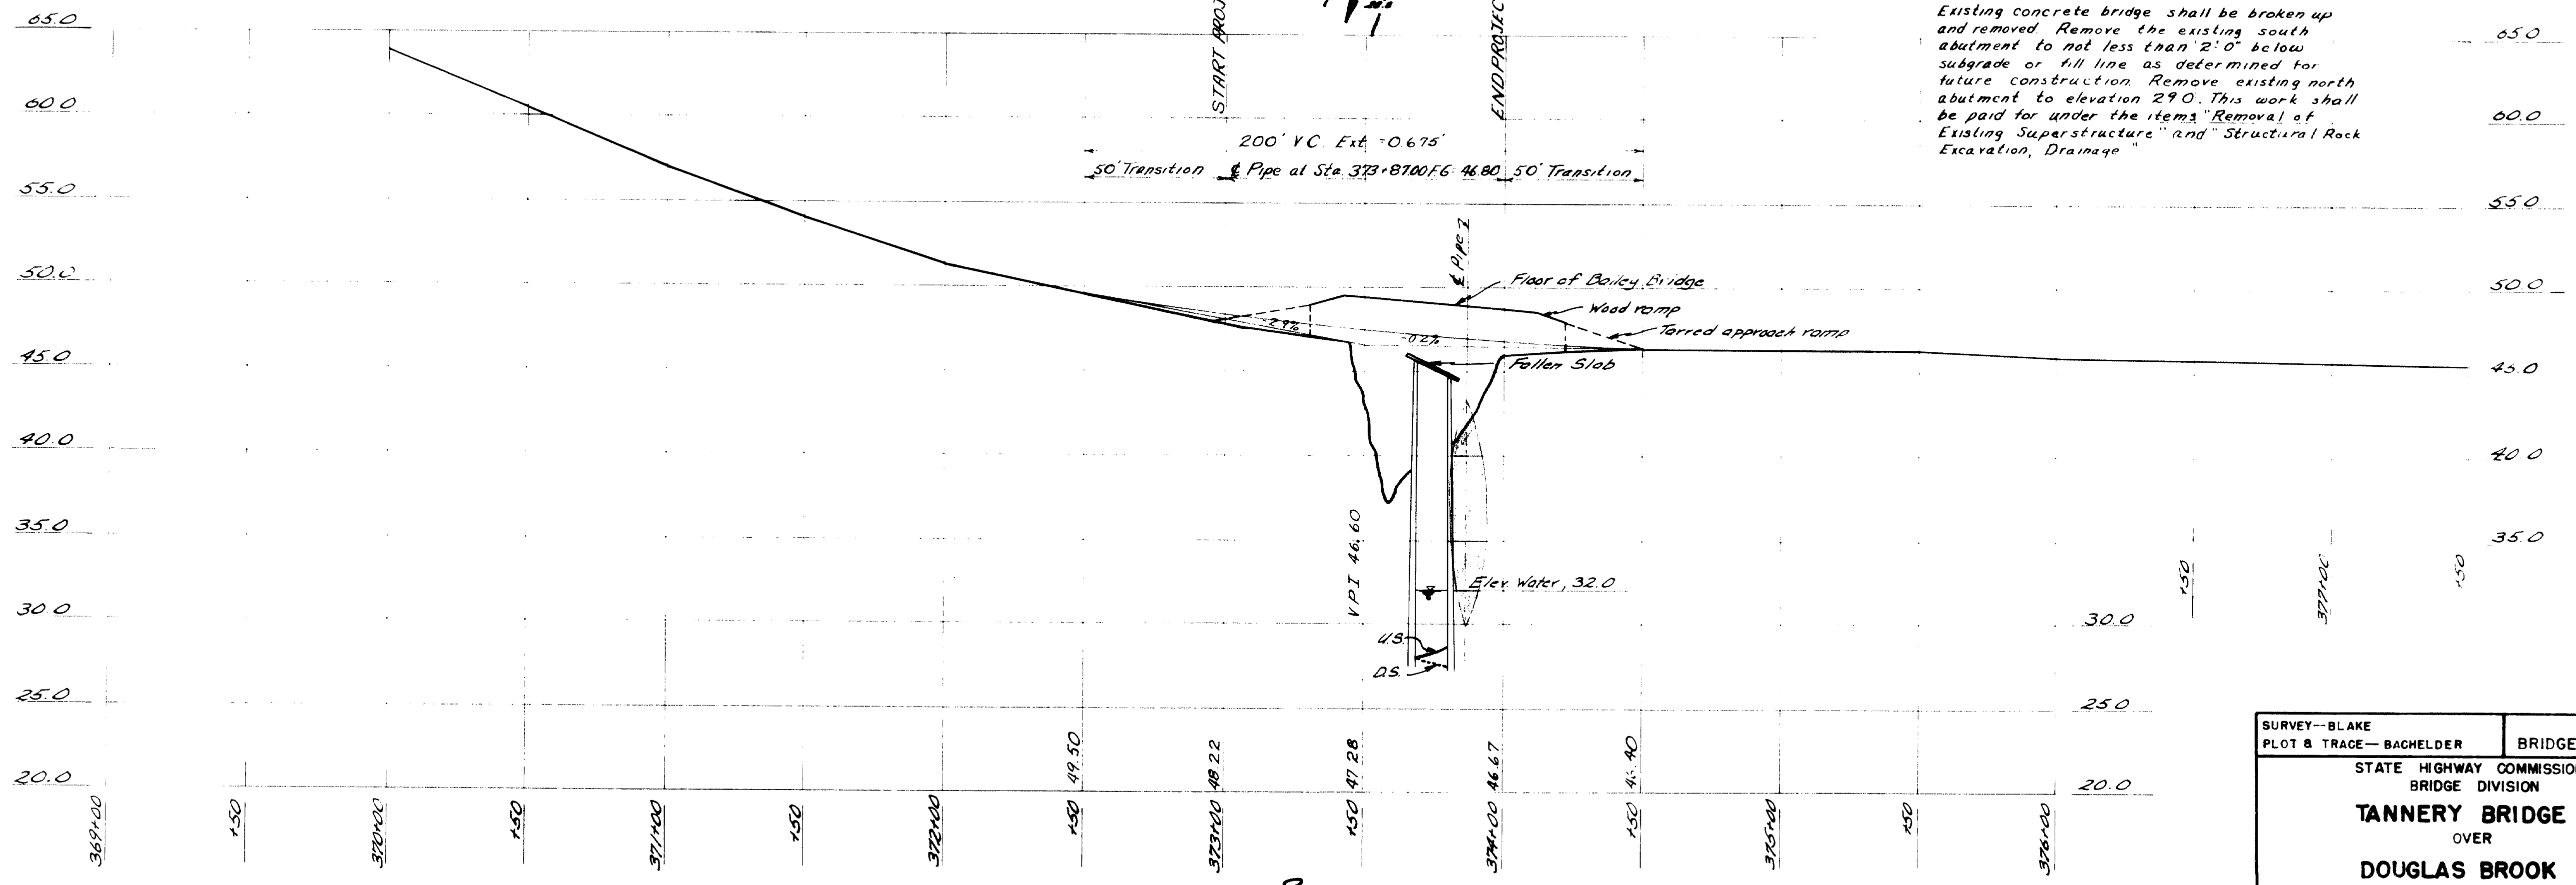 Existing concrete bridge shall be broken up
and removed. Remove the existing south
abutment to not less than 2'-0" below
subgrade or fill line as determined for
future construction. Remove existing north
abutment to elevation 29.0. This work shall
be paid for under the items "Removal of
Existing Superstructure" and "Structural Rock
Excavation, Drainage"
START PROJ
END PROJEC
200' V.C. Ext. -0.675'
50' Transition
℄ Pipe at Sta. 373+87.00 F.G. 46.80
50' Transition
65.0
60.0
55.0
50.0
45.0
40.0
35.0
30.0
25.0
20.0
℄ Pipe
Floor of Bailey Bridge
Wood ramp
Tarred approach ramp
-2.9%
-0.2%
Fallen Slab
VPI 46.60
Elev. Water, 32.0
U.S.
D.S.
65.0
60.0
55.0
50.0
45.0
40.0
35.0
30.0
25.0
20.0
49.50
48.22
47.28
46.67
46.40
369+00
+50
370+00
+50
371+00
+50
372+00
+50
373+00
+50
374+00
+50
375+00
+50
376+00
+50
377+00
+50
SURVEY--BLAKE
PLOT & TRACE— BACHELDER
BRIDGE
STATE HIGHWAY COMMISSIO
BRIDGE DIVISION
TANNERY BRIDGE
OVER
DOUGLAS BROOK